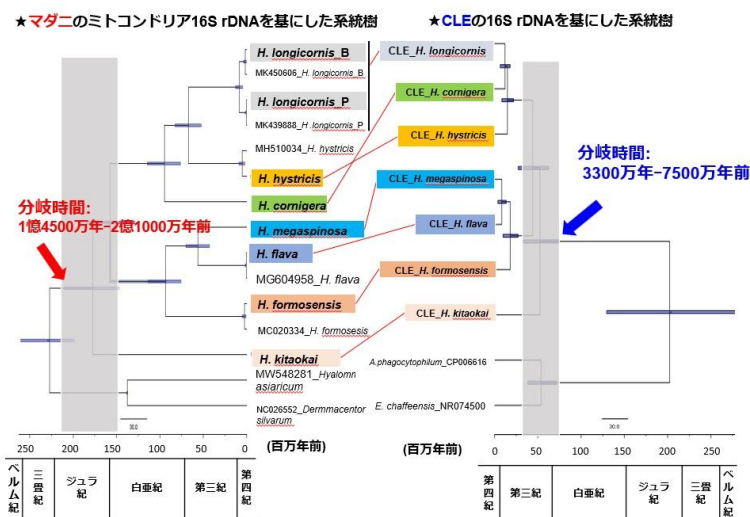 ★マダニのミトコンドリア16S rDNAを基にした系統樹
★CLEの16S rDNAを基にした系統樹
H. longicornis_B
MK450606_H. longicornis_B
H. longicornis_P
MK439888_H. longicornis_P
MH510034_H. hystricis
H. hystricis
H. cornigera
H. megaspinosa
H. flava
MG604958_H. flava
H. formosensis
MC020334_H. formosesis
H. kitaokai
MW548281_Hyalomn
asiaricum
NC026552_Dermmacentor
silvarum
分岐時間:
1億4500万年-2億1000万年前
30.0
250
200
150
100
50
0
(百万年前)
ペルム紀
三畳紀
ジュラ紀
白亜紀
第三紀
第四紀
CLE_H. longicornis
CLE_H. cornigera
CLE_H. hystricis
CLE_H. megaspinosa
CLE_H. flava
CLE_H. formosensis
CLE_H. kitaokai
A.phagocytophilum_CP006616
E. chaffeensis_NR074500
分岐時間:
3300万年-7500万年前
30.0
(百万年前)
0
50
100
150
200
250
第四紀
第三紀
白亜紀
ジュラ紀
三畳紀
ペルム紀